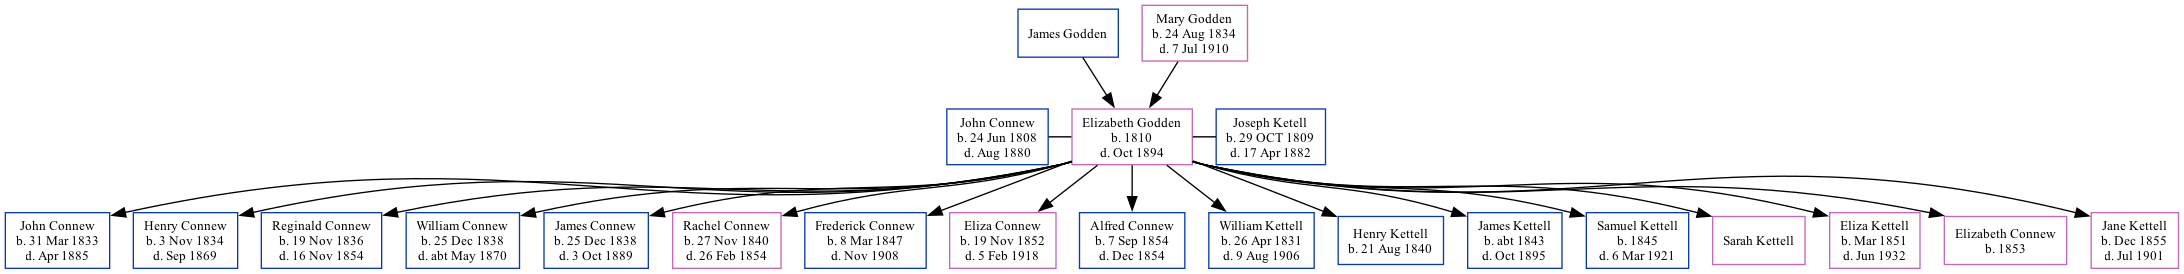 James Godden
Mary Godden
b. 24 Aug 1834
d. 7 Jul 1910
John Connew
b. 24 Jun 1808
d. Aug 1880
Elizabeth Godden
b. 1810
d. Oct 1894
Joseph Ketell
b. 29 OCT 1809
d. 17 Apr 1882
John Connew
b. 31 Mar 1833
d. Apr 1885
Henry Connew
b. 3 Nov 1834
d. Sep 1869
Reginald Connew
b. 19 Nov 1836
d. 16 Nov 1854
William Connew
b. 25 Dec 1838
d. abt May 1870
James Connew
b. 25 Dec 1838
d. 3 Oct 1889
Rachel Connew
b. 27 Nov 1840
d. 26 Feb 1854
Frederick Connew
b. 8 Mar 1847
d. Nov 1908
Eliza Connew
b. 19 Nov 1852
d. 5 Feb 1918
Alfred Connew
b. 7 Sep 1854
d. Dec 1854
William Kettell
b. 26 Apr 1831
d. 9 Aug 1906
Henry Kettell
b. 21 Aug 1840
James Kettell
b. abt 1843
d. Oct 1895
Samuel Kettell
b. 1845
d. 6 Mar 1921
Sarah Kettell
Eliza Kettell
b. Mar 1851
d. Jun 1932
Elizabeth Connew
b. 1853
Jane Kettell
b. Dec 1855
d. Jul 1901